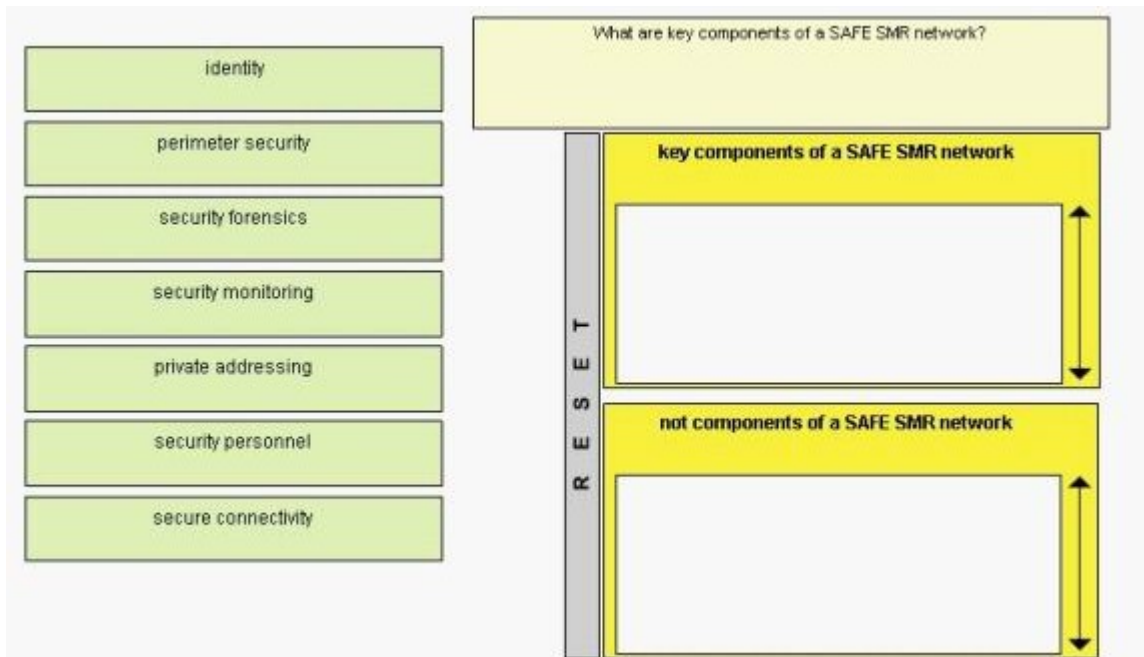 identity
perimeter security
security forensics
security monitoring
private addressing
security personnel
secure connectivity
What are key components of a SAFE SMR network?
RESET
key components of a SAFE SMR network
not components of a SAFE SMR network